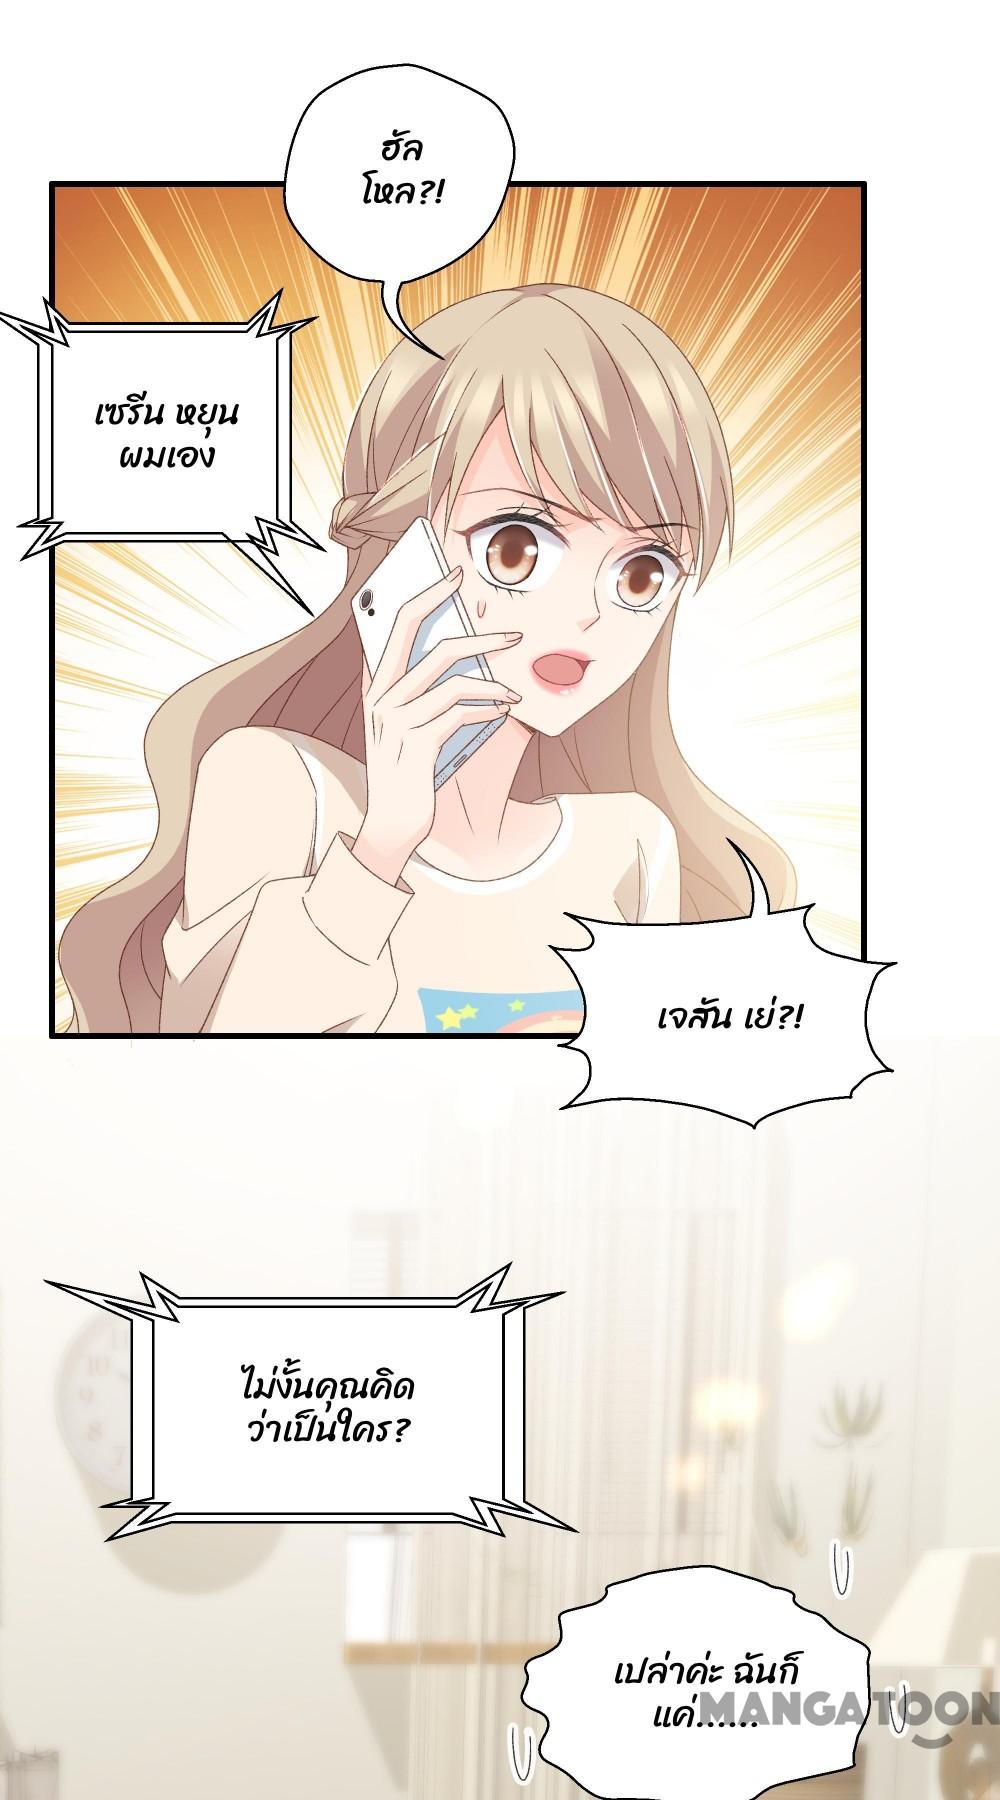 ฮัล
โหล?!
เซรีน หยุน
ผมเอง
เจสัน เย่?!
ไม่งั้นคุณคิด
ว่าเป็นใคร?
เปล่าค่ะ ฉันก็
แค่......
MANGATOON